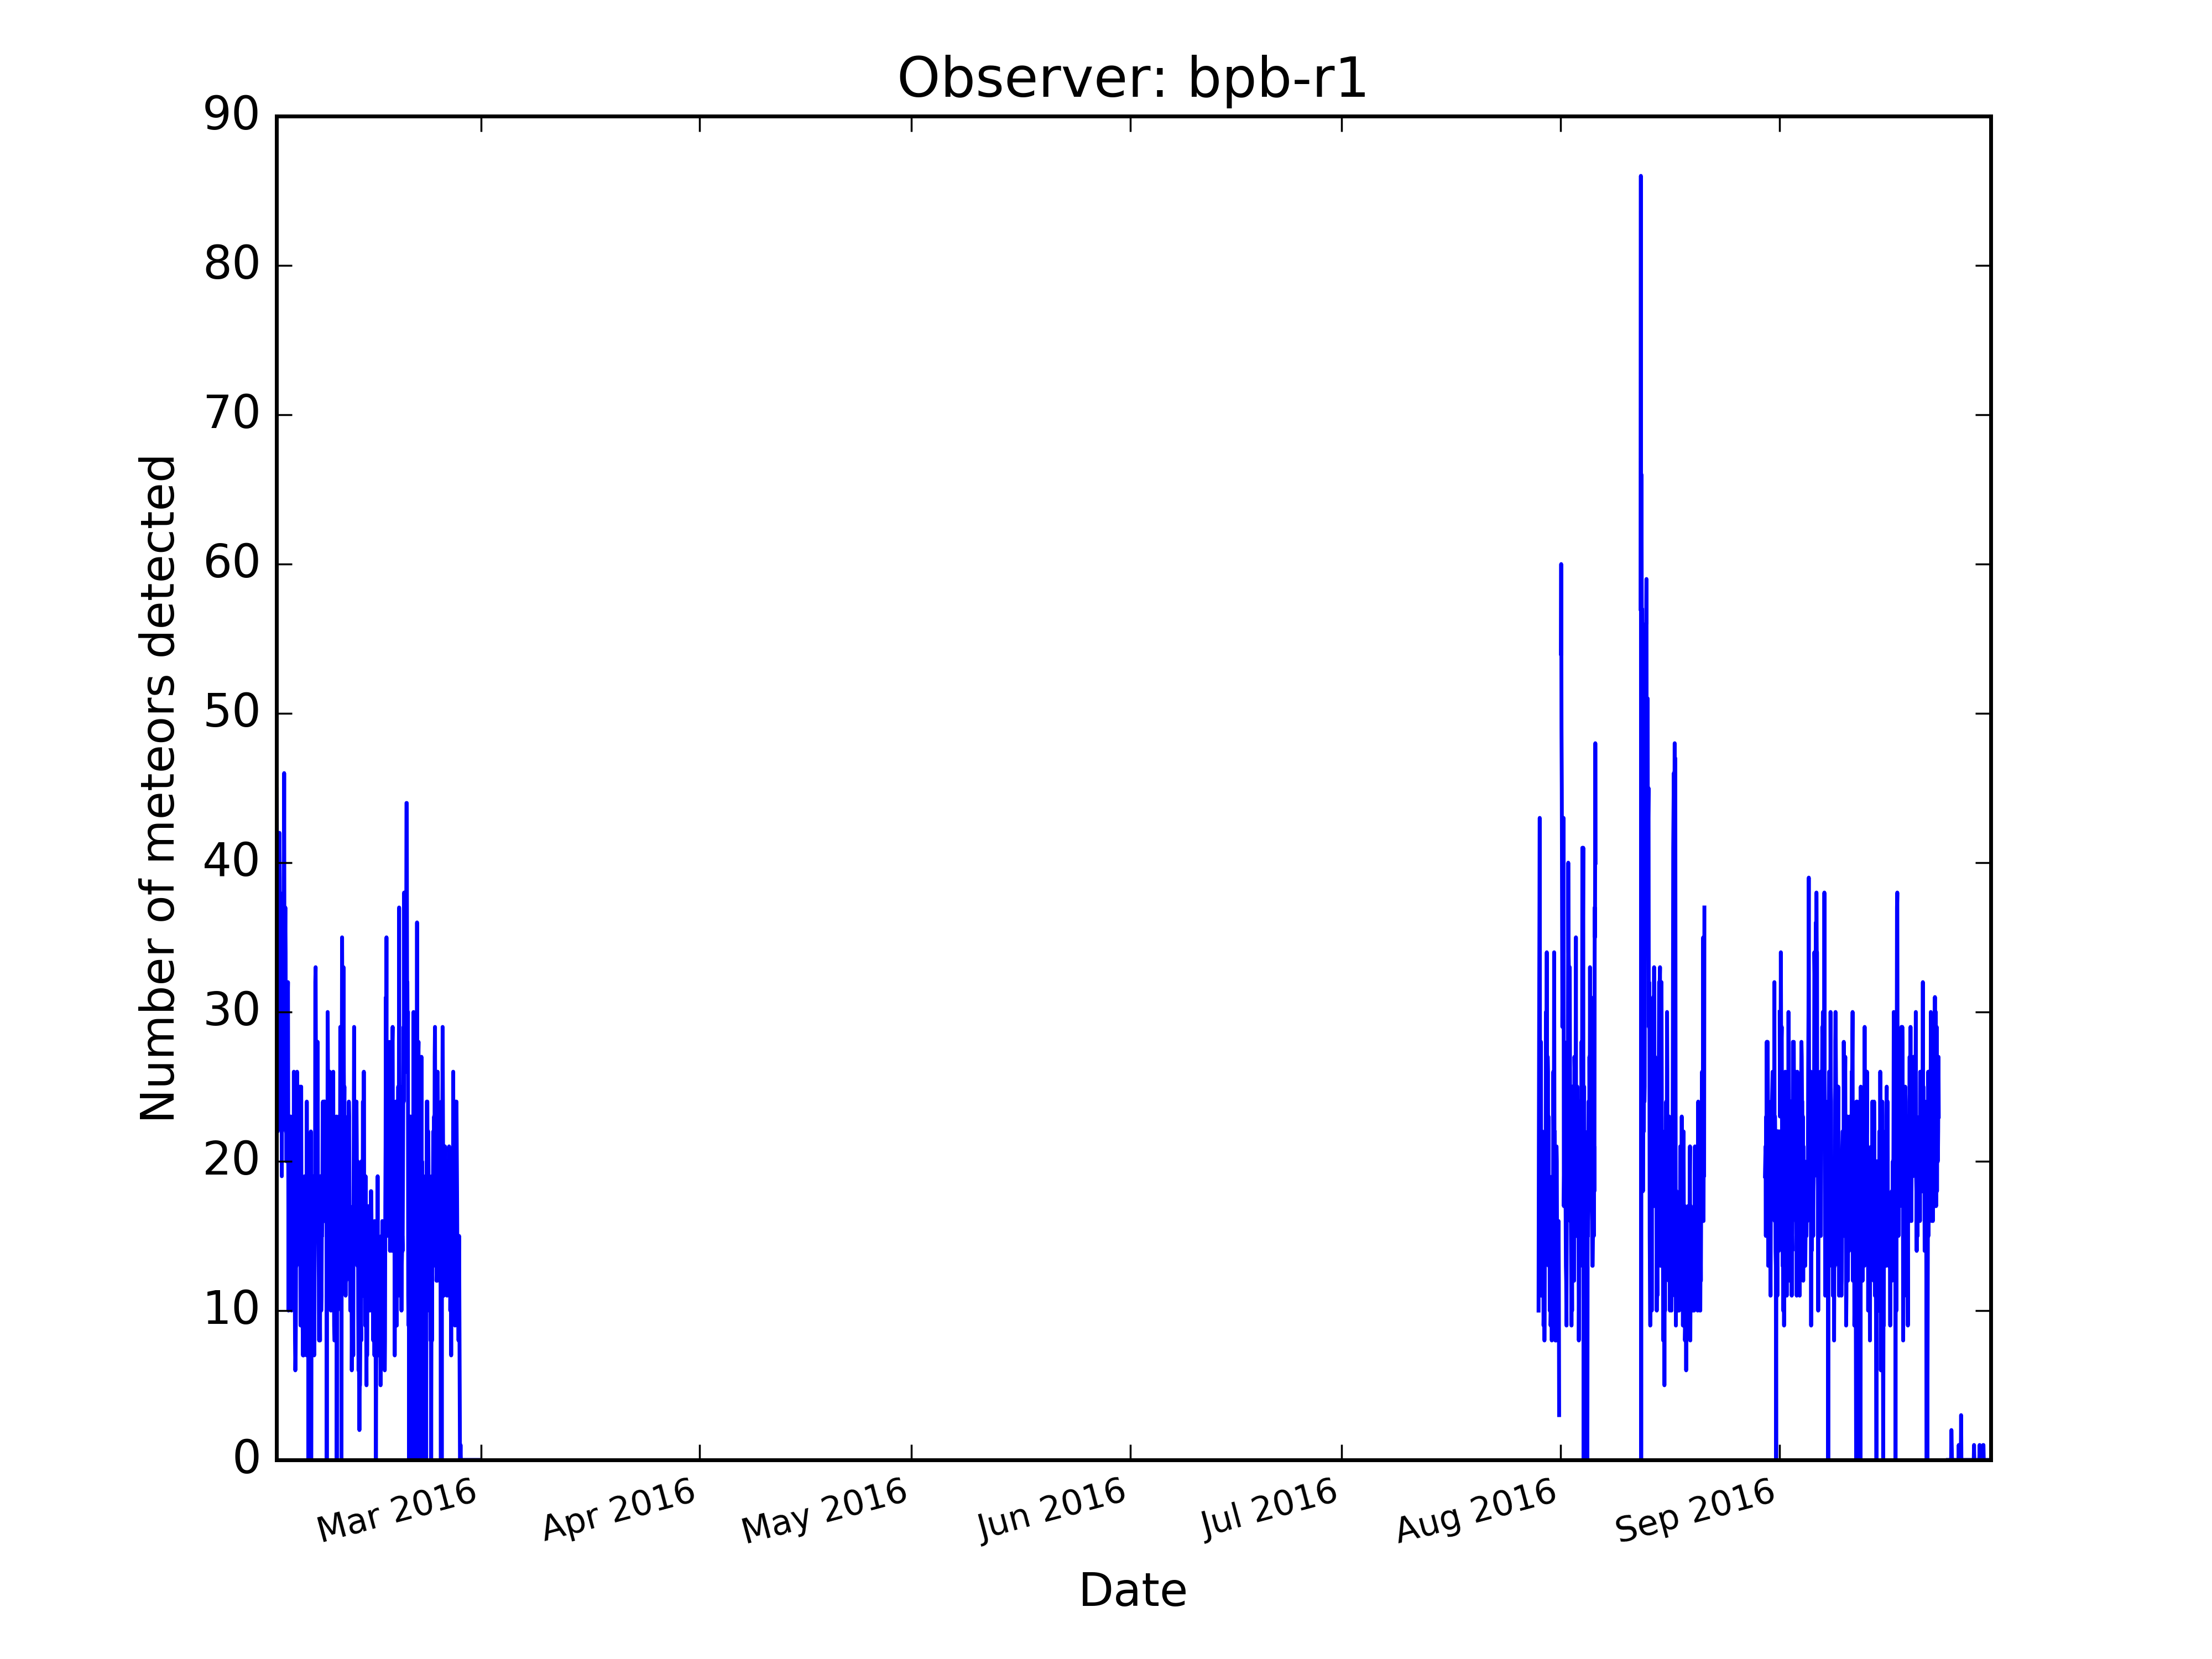 Observer: bpb-r1
90
80
70
60
50
40
30
20
10
0
Number of meteors detected
Mar 2016
Apr 2016
May 2016
Jun 2016
Jul 2016
Aug 2016
Sep 2016
Date